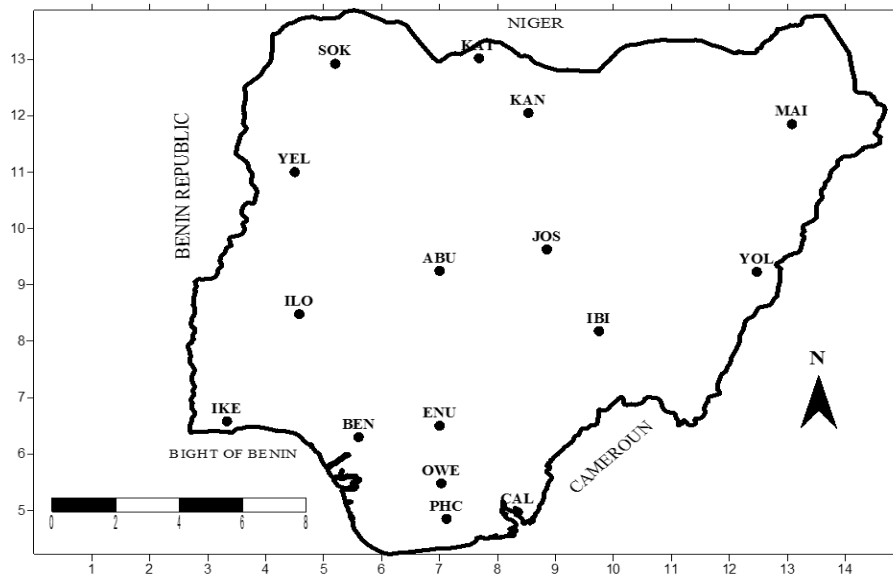 NIGER
13
SOK
KAT
KAN
12
MAI
BENIN REPUBLIC
11
YEL
10
JOS
ABU
YOL
9
ILO
IBI
8
N
7
IKE
ENU
BEN
BIGHT OF BENIN
CAMEROUN
6
OWE
5
PHC
CAL
0 2 4 6 8
1 2 3 4 5 6 7 8 9 10 11 12 13 14